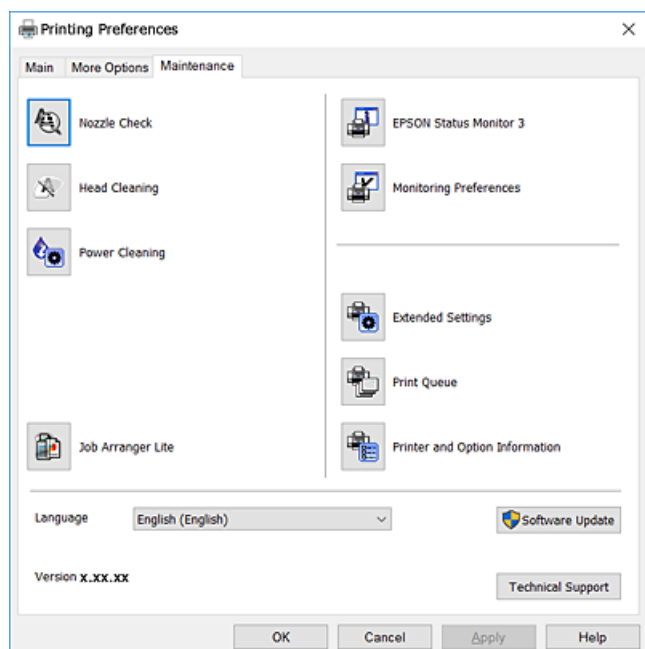 Printing Preferences
Main More Options Maintenance
Nozzle Check
Head Cleaning
Power Cleaning
Job Arranger Lite
EPSON Status Monitor 3
Monitoring Preferences
Extended Settings
Print Queue
Printer and Option Information
Language English (English) Software Update
Version x.xx.xx Technical Support
OK Cancel Apply Help